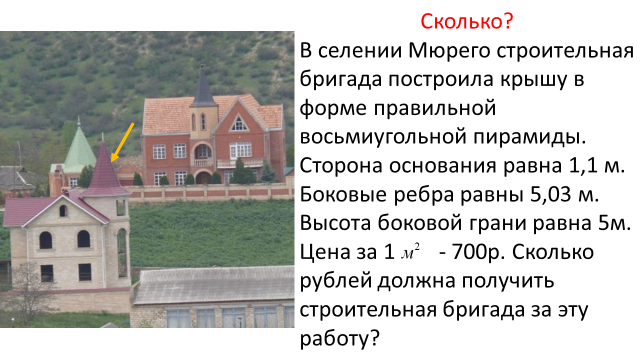 Сколько?
В селении Мюрего строительная
бригада построила крышу в
форме правильной
восьмиугольной пирамиды.
Сторона основания равна 1,1 м.
Боковые ребра равны 5,03 м.
Высота боковой грани равна 5м.
Цена за 1 м² - 700р. Сколько
рублей должна получить
строительная бригада за эту
работу?